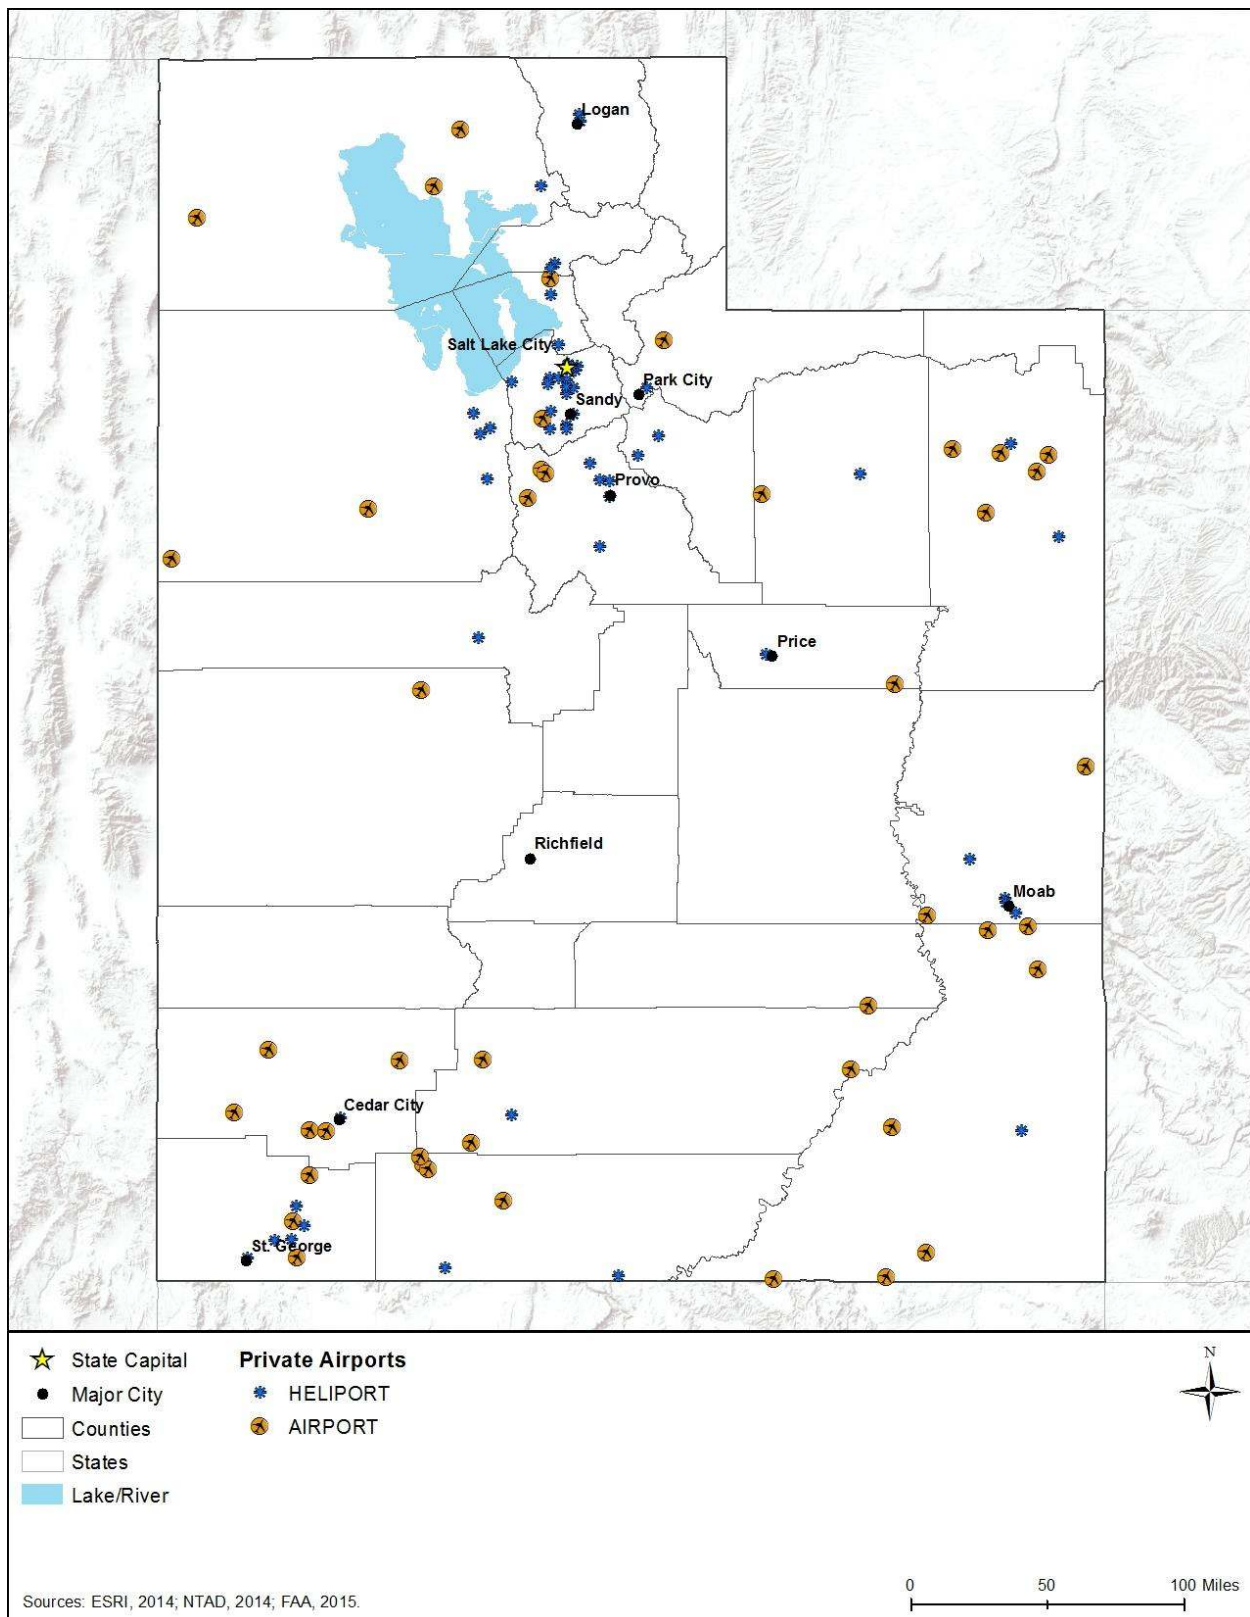 Logan
Salt Lake City
Park City
Sandy
Provo
Price
Richfield
Moab
Cedar City
St. George
State Capital
Major City
Counties
States
Lake/River
Private Airports
HELIPORT
AIRPORT
N
0 50 100 Miles
Sources: ESRI, 2014; NTAD, 2014; FAA, 2015.